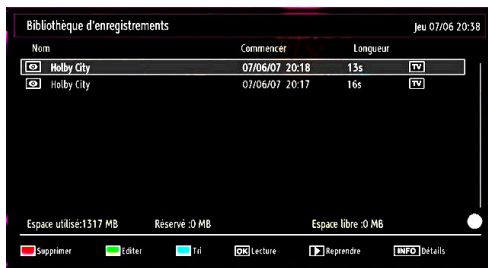 Bibliothèque d'enregistrements Jeu 07/06 20:38
Nom Commencer Longueur
Holby City 07/06/07 20:18 13s TV
Holby City 07/06/07 20:17 16s TV
Espace utilisé:1317 MB Réservé :0 MB Espace libre :0 MB
Supprimer Editer Tri OK Lecture Reprendre INFO Détails